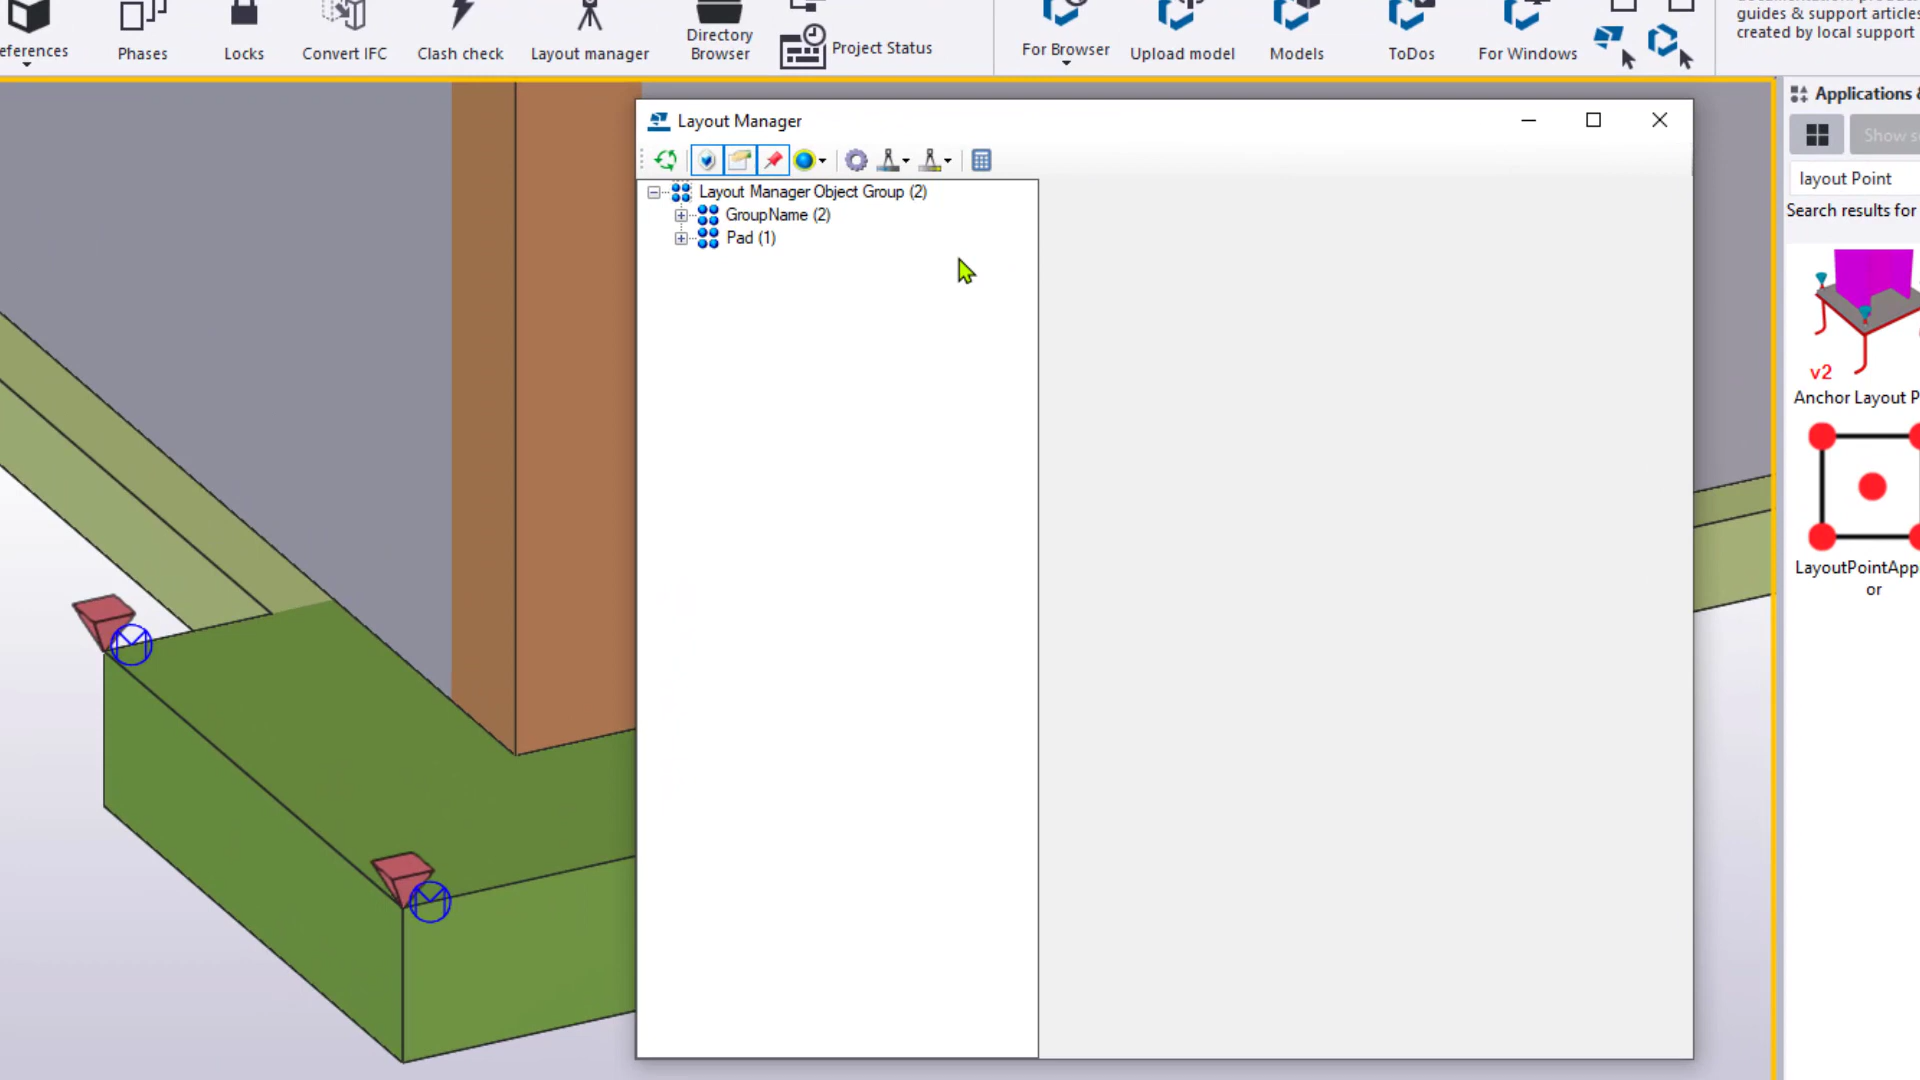 eferences
Phases
Locks
Convert IFC
Clash check
Layout manager
Directory
Browser
Project Status
For Browser
Upload model
Models
ToDos
For Windows
guides & support articles
created by local support
Applications &
Show s
layout Point
Search results for
v2
Anchor Layout P
LayoutPointApp
or
Layout Manager
Layout Manager Object Group (2)
GroupName (2)
Pad (1)